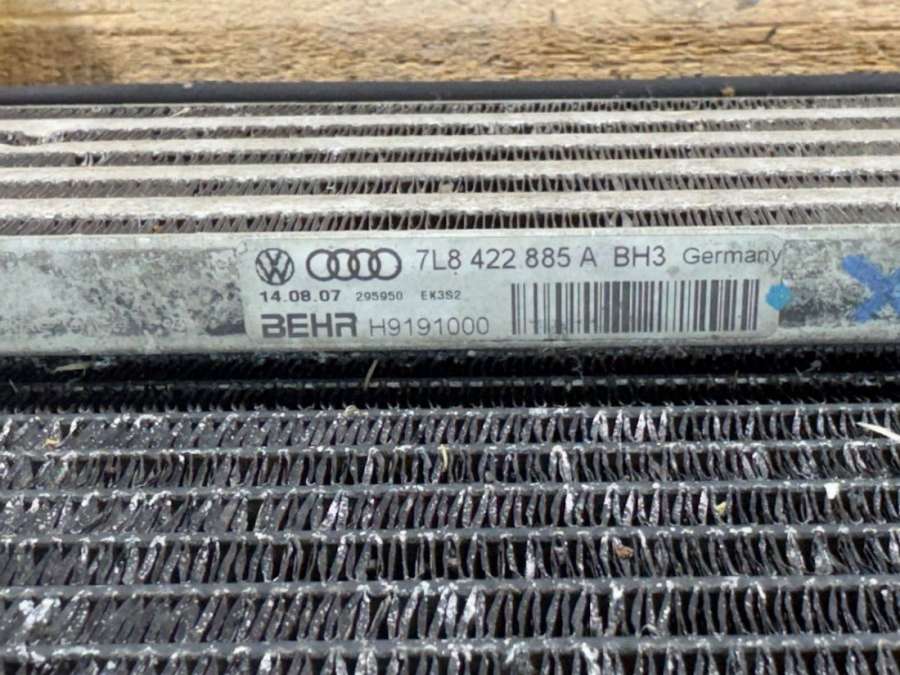 7L8 422 885 A BH3 Germany
14.08.07 295950 EK3S2
BEHR H9191000